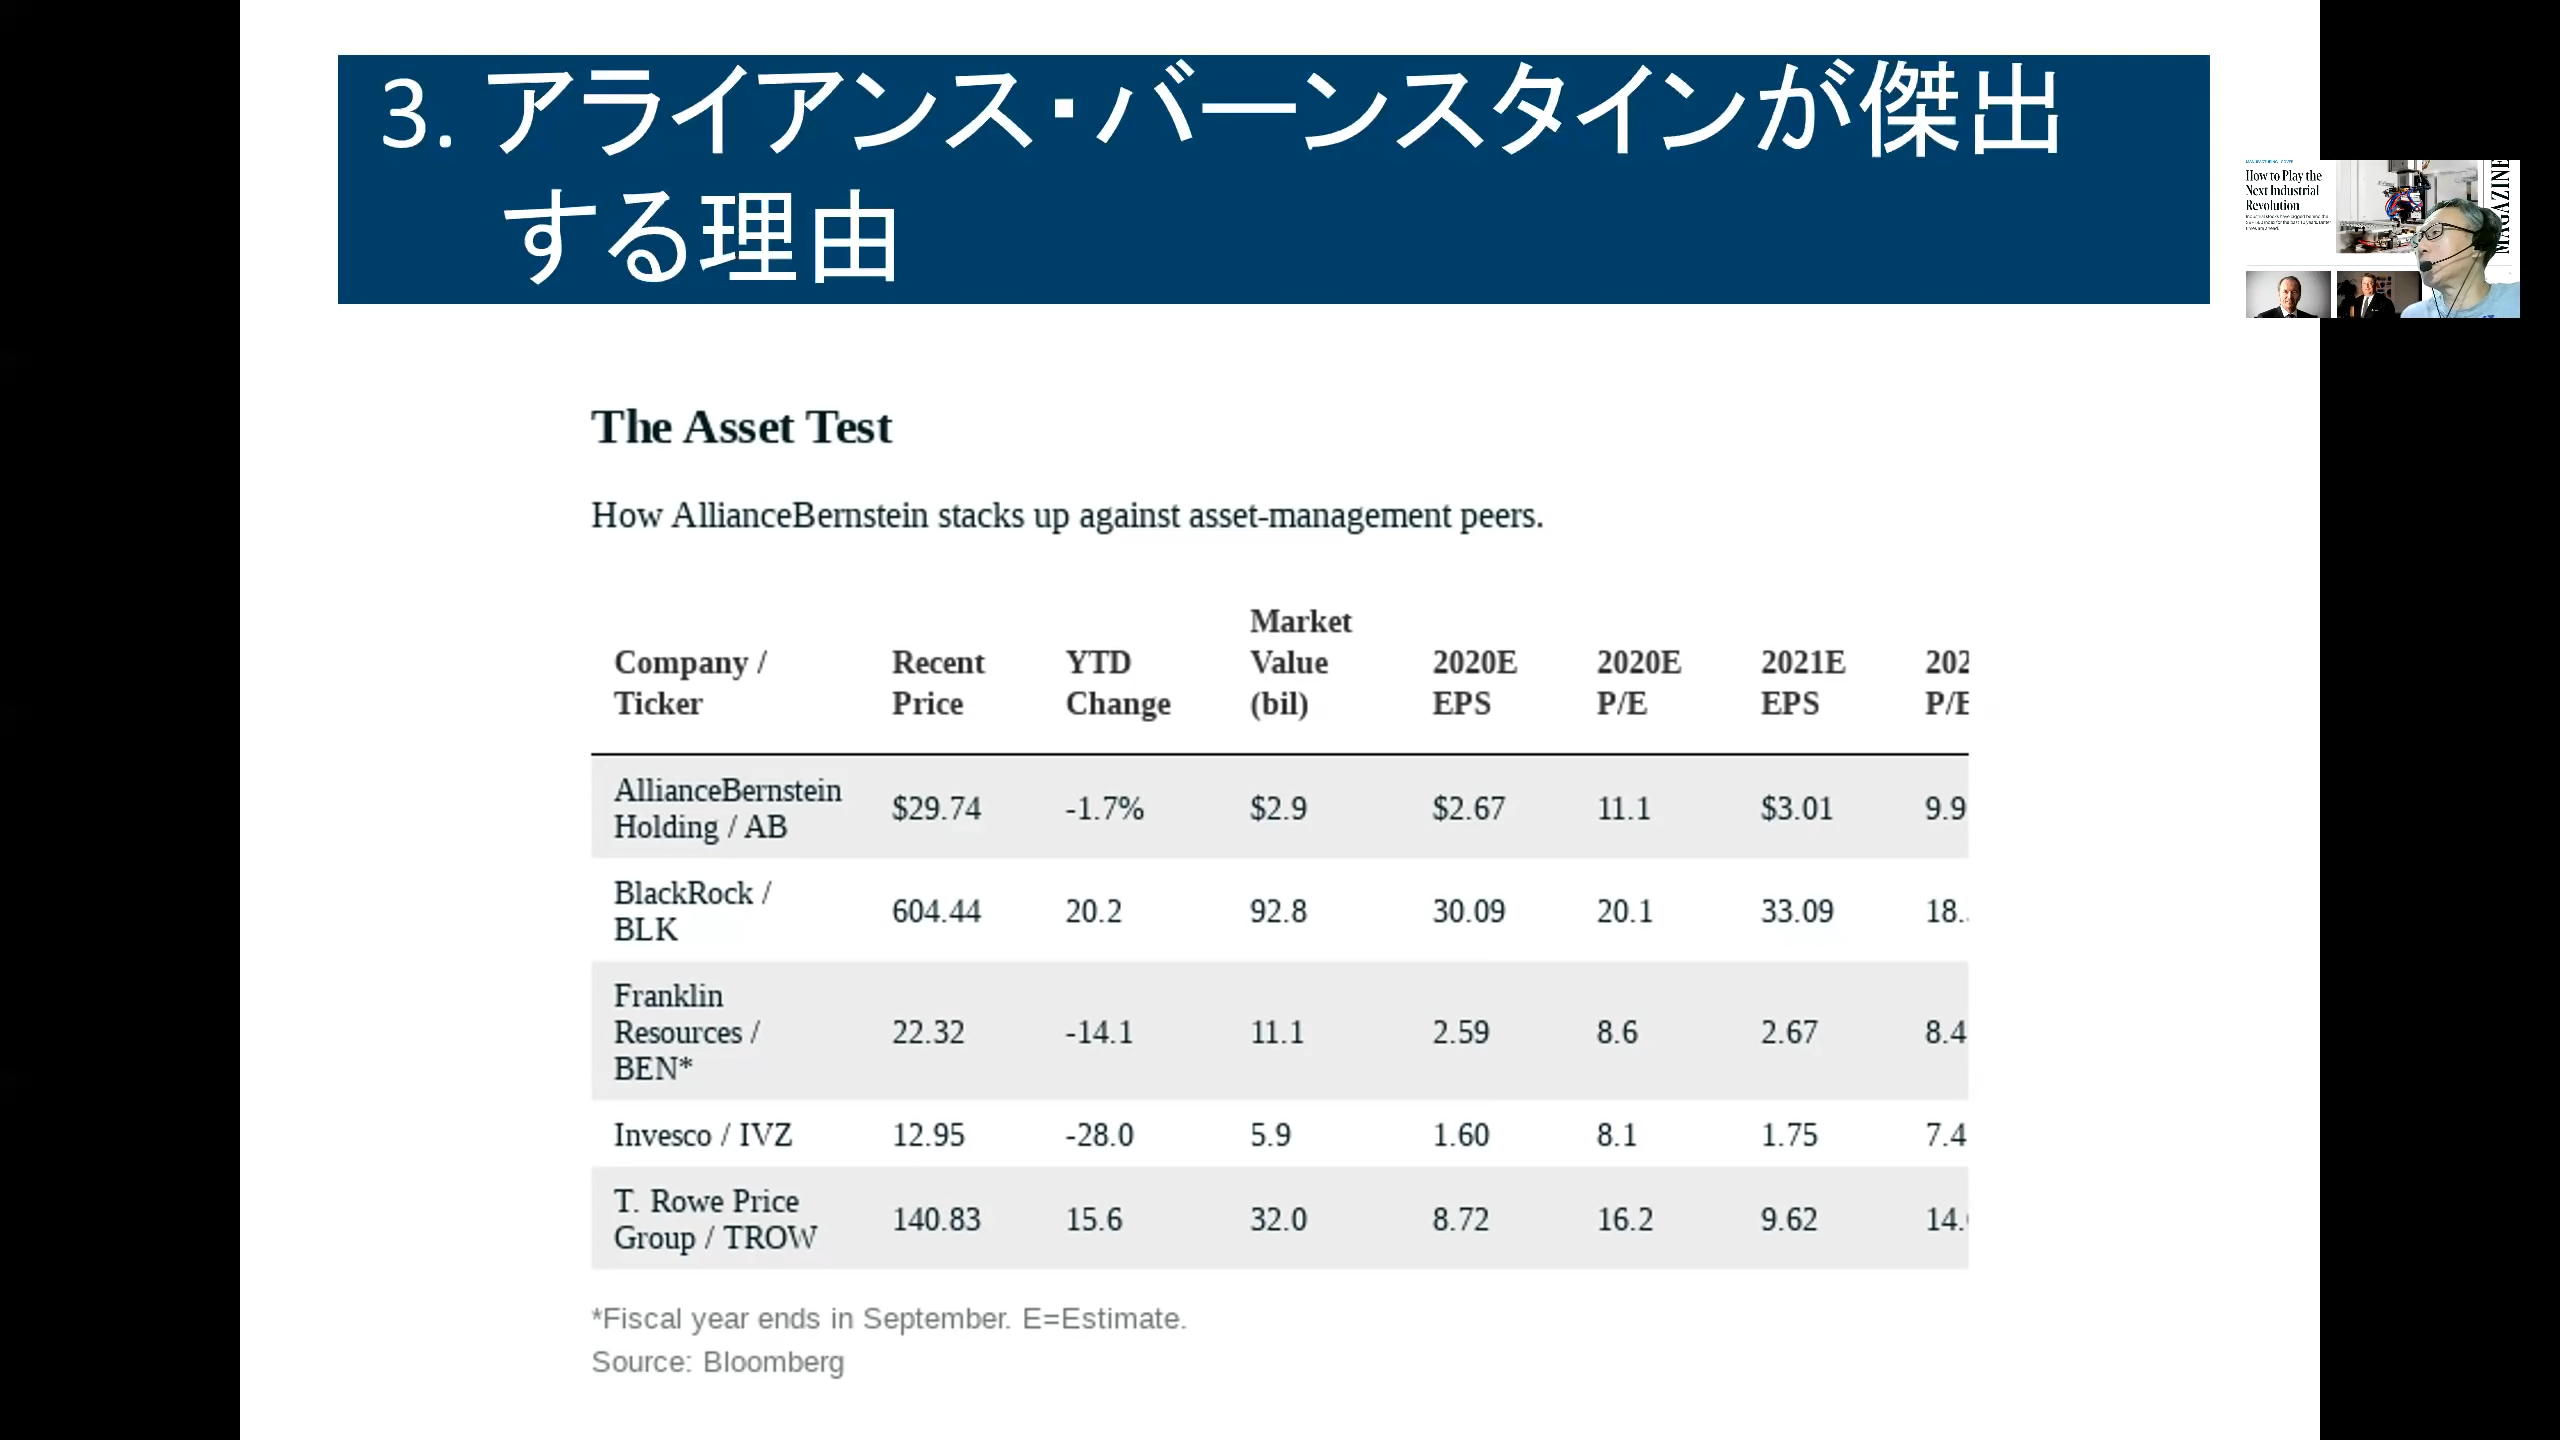 3. アライアンス・バーンスタインが傑出
する理由
How to Play the
Next Industrial
Revolution
MAGAZINE
The Asset Test
How AllianceBernstein stacks up against asset-management peers.
Company / Ticker Recent Price YTD Change Market Value (bil) 2020E EPS 2020E P/E 2021E EPS 202 P/E
AllianceBernstein Holding / AB $29.74 -1.7% $2.9 $2.67 11.1 $3.01 9.9
BlackRock / BLK 604.44 20.2 92.8 30.09 20.1 33.09 18.
Franklin Resources / BEN* 22.32 -14.1 11.1 2.59 8.6 2.67 8.4
Invesco / IVZ 12.95 -28.0 5.9 1.60 8.1 1.75 7.4
T. Rowe Price Group / TROW 140.83 15.6 32.0 8.72 16.2 9.62 14.
*Fiscal year ends in September. E=Estimate.
Source: Bloomberg